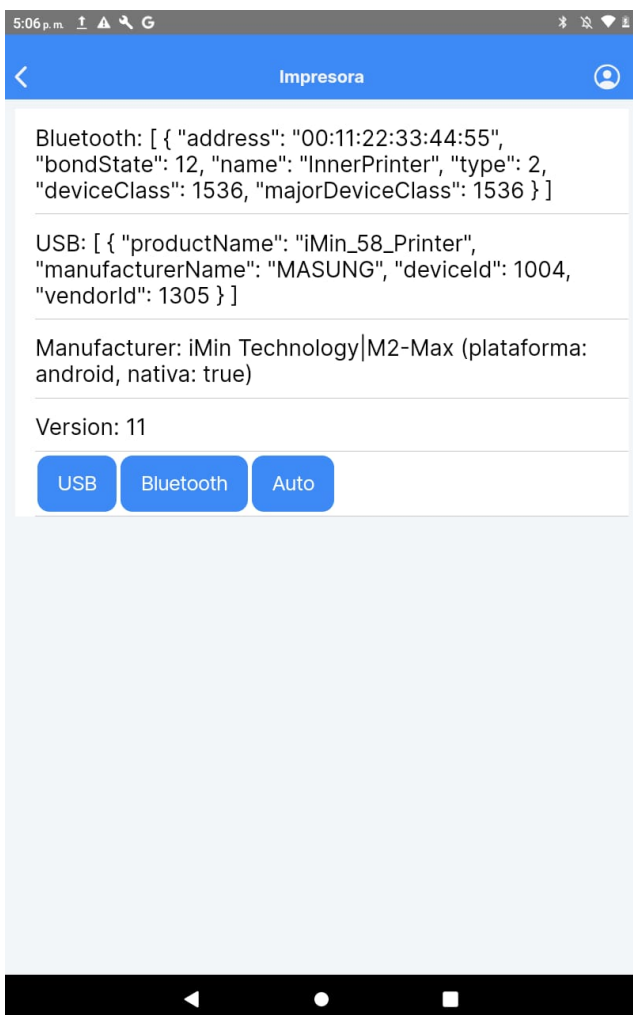 5:06 p. m. G
Impresora
Bluetooth: [ { "address": "00:11:22:33:44:55",
"bondState": 12, "name": "InnerPrinter", "type": 2,
"deviceClass": 1536, "majorDeviceClass": 1536 } ]
USB: [ { "productName": "iMin_58_Printer",
"manufacturerName": "MASUNG", "deviceId": 1004,
"vendorId": 1305 } ]
Manufacturer: iMin Technology|M2-Max (plataforma:
android, nativa: true)
Version: 11
USB Bluetooth Auto